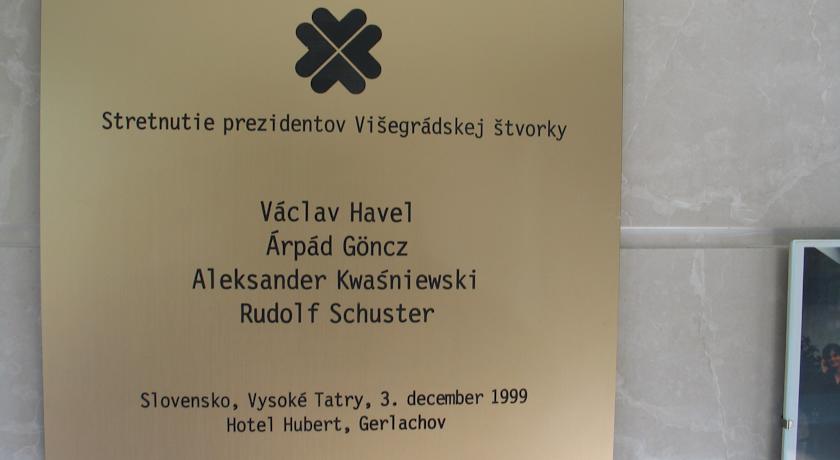 Stretnutie prezidentov Višegrádskej štvorky
Václav Havel
Árpád Göncz
Aleksander Kwaśniewski
Rudolf Schuster
Slovensko, Vysoké Tatry, 3. december 1999
Hotel Hubert, Gerlachov